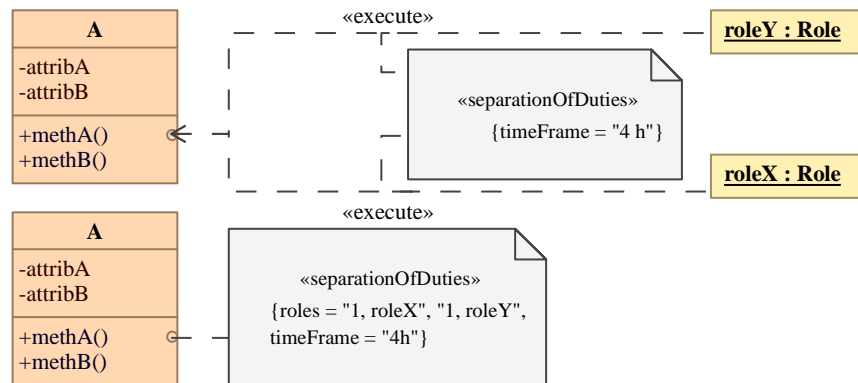 «execute»
A
-attribA
-attribB
+methA()
+methB()
roleY : Role
«separationOfDuties»
{timeFrame = "4 h"}
roleX : Role
«execute»
A
-attribA
-attribB
+methA()
+methB()
«separationOfDuties»
{roles = "1, roleX", "1, roleY",
timeFrame = "4h"}